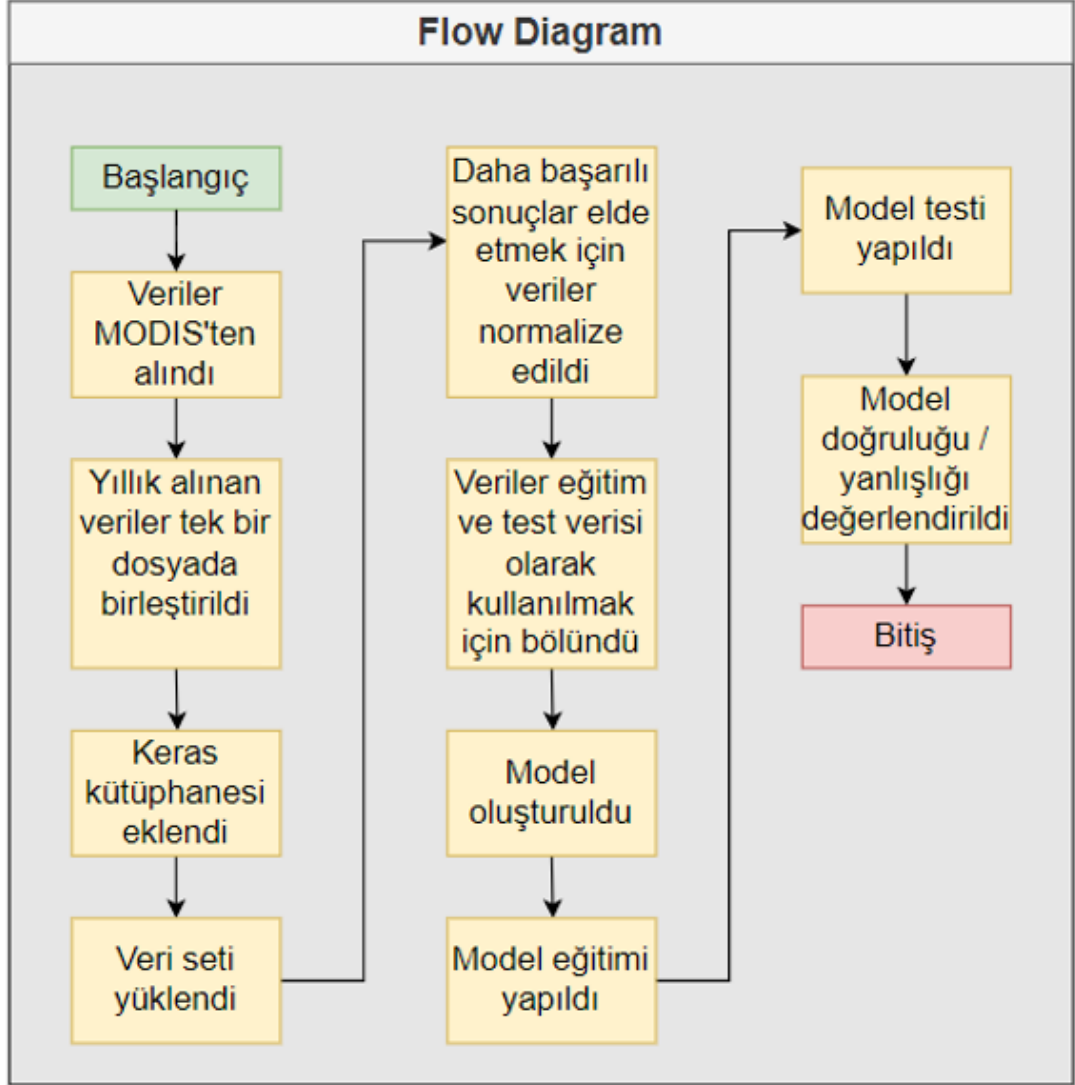 Flow Diagram
Başlangıç
Veriler
MODIS'ten
alındı
Yıllık alınan
veriler tek bir
dosyada
birleştirildi
Keras
kütüphanesi
eklendi
Veri seti
yüklendi
Daha başarılı
sonuçlar elde
etmek için
veriler
normalize
edildi
Veriler eğitim
ve test verisi
olarak
kullanılmak
için bölündü
Model
oluşturuldu
Model eğitimi
yapıldı
Model testi
yapıldı
Model
doğruluğu /
yanlışlığı
değerlendirildi
Bitiş